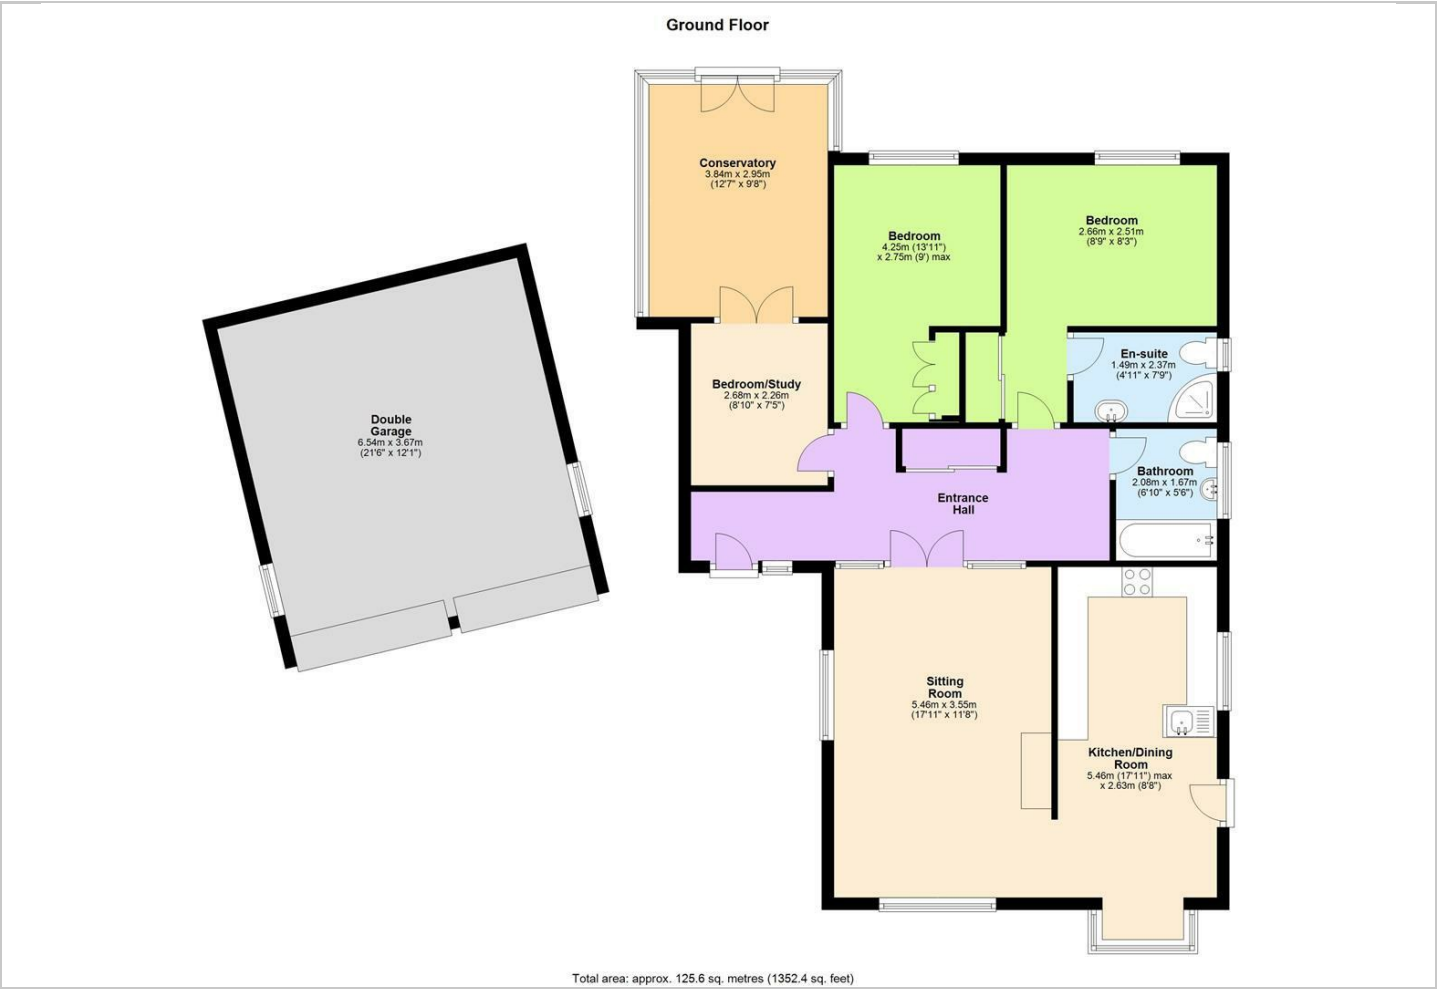 Ground Floor
Conservatory
3.84m x 2.95m
(12'7" x 9'8")
Bedroom
4.25m (13'11")
x 2.75m (9') max
Bedroom
2.66m x 2.51m
(8'9" x 8'3")
En-suite
1.49m x 2.37m
(4'11" x 7'9")
Bedroom/Study
2.68m x 2.26m
(8'10" x 7'5")
Double
Garage
6.54m x 3.67m
(21'6" x 12'1")
Bathroom
2.08m x 1.67m
(6'10" x 5'6")
Entrance
Hall
Sitting
Room
5.46m x 3.55m
(17'11" x 11'8")
Kitchen/Dining
Room
5.46m (17'11") max
x 2.63m (8'8")
Total area: approx. 125.6 sq. metres (1352.4 sq. feet)